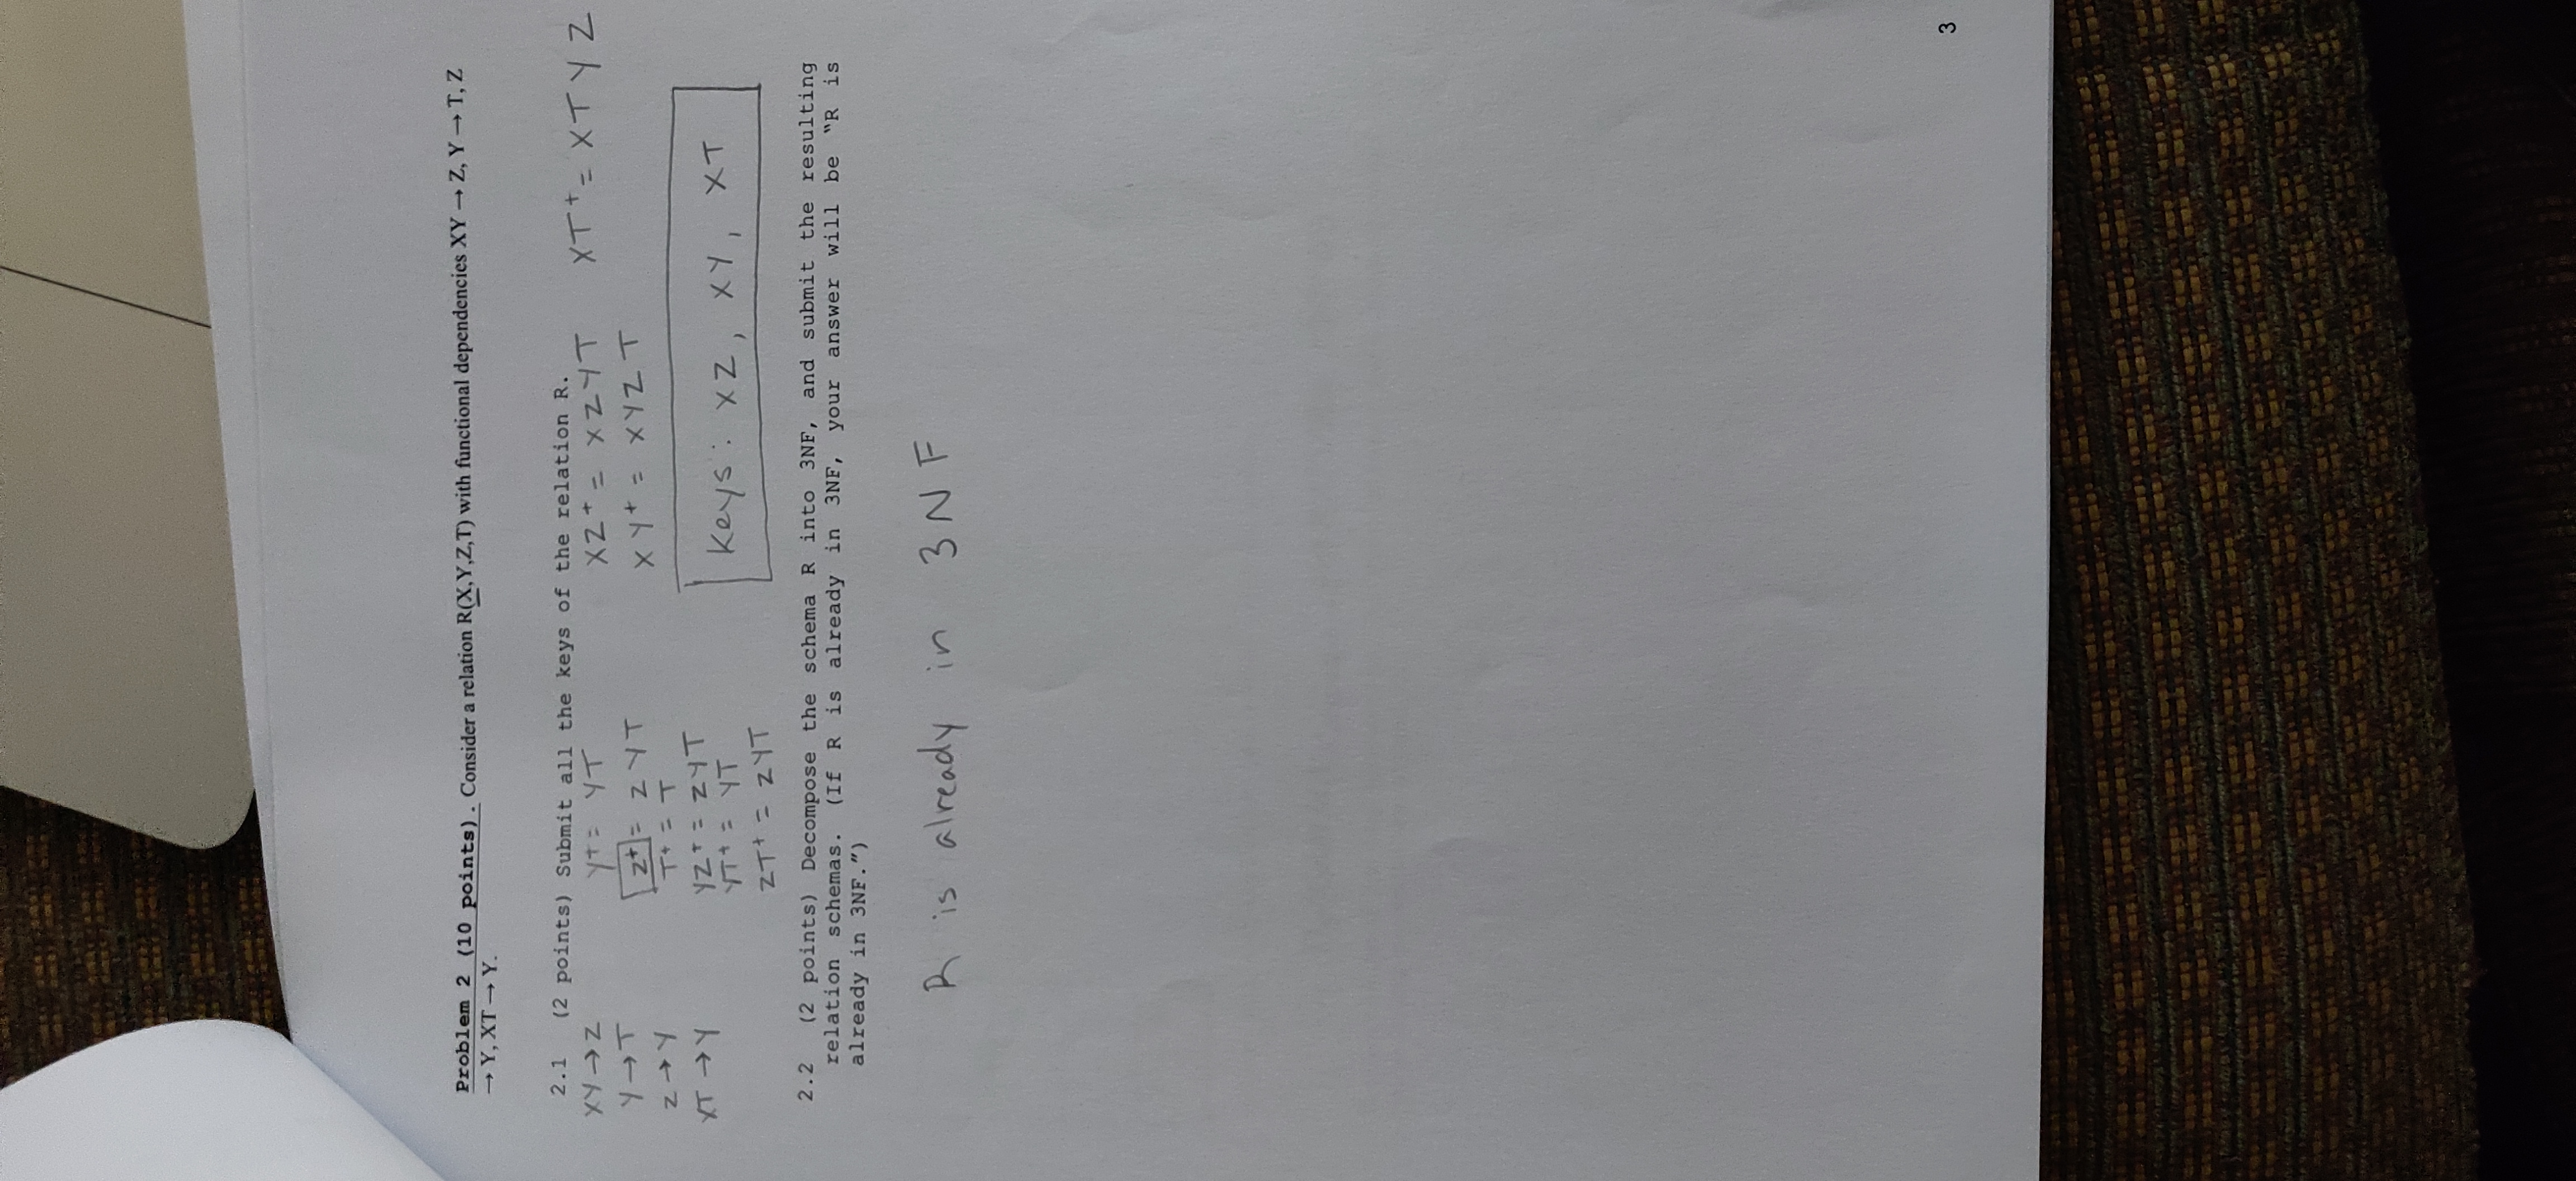 Problem 2 (10 points). Consider a relation R(X,Y,Z,T) with functional dependencies XY → Z, Y → T, Z
→ Y, XT → Y.
2.1 (2 points) Submit all the keys of the relation R.
XY → Z
Y → T
Z → Y
XT → Y
Y+ = YT
Z+ = ZYT
T+ = T
YZ+ = ZYT
YT+ = YT
ZT+ = ZYT
XZ+ = XZYT
XY+ = XYZT
XT+ = XTYZ
Keys: XZ, XY, XT
2.2 (2 points) Decompose the schema R into 3NF, and submit the resulting
relation schemas. (If R is already in 3NF, your answer will be “R is
already in 3NF.”)
R is already in 3NF
3